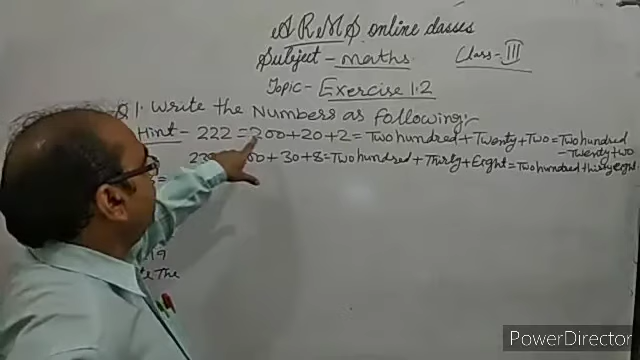 ARMS online classes
Subject - Maths Class - III
Topic - Exercise 1.2
Q 1. Write the Numbers as following:-
Hint - 222 = 200 + 20 + 2 = Two hundred + Twenty + Two = Two hundred
- Twenty two
+ 30 + 8 = Two hundred + Thirty + Eight = Two hundred thirty eight
The
PowerDirector